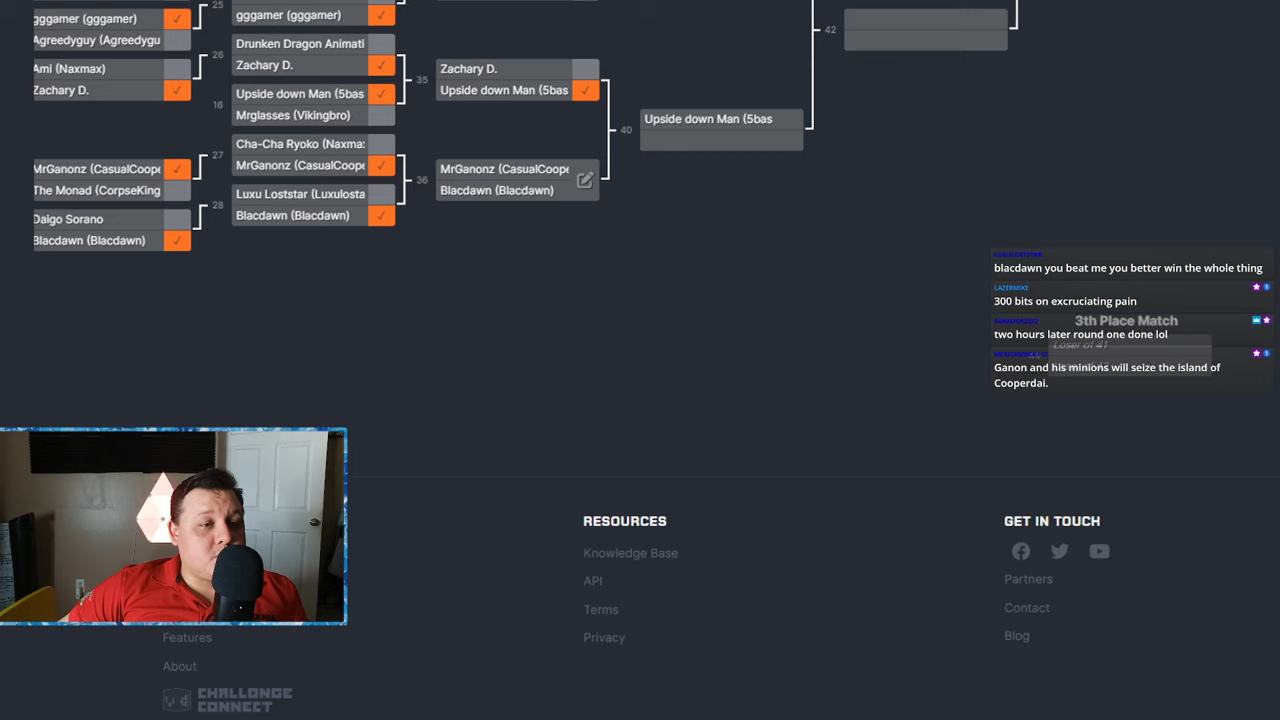 gggamer (gggamer)
Agreedyguy (Agreedygu
25
gggamer (gggamer)
26
Ami (Naxmax)
Zachary D.
Drunken Dragon Animati
Zachary D.
16
Upside down Man (5bas
Mrglasses (Vikingbro)
35
Zachary D.
Upside down Man (5bas
27
MrGanonz (CasualCoope
The Monad (CorpseKing
Cha-Cha Ryoko (Naxma:
MrGanonz (CasualCoope
28
Daigo Sorano
Blacdawn (Blacdawn)
Luxu Loststar (Luxulosta
Blacdawn (Blacdawn)
36
MrGanonz (CasualCoope
Blacdawn (Blacdawn)
40
Upside down Man (5bas
42
blacdawn you beat me you better win the whole thing
LAZERMIKE
300 bits on excruciating pain
3th Place Match
two hours later round one done lol
Loser of 41
Ganon and his minions will seize the island of
Cooperdai.
RESOURCES
Knowledge Base
API
Terms
Privacy
GET IN TOUCH
Partners
Contact
Blog
Features
About
CHALLONGE
CONNECT